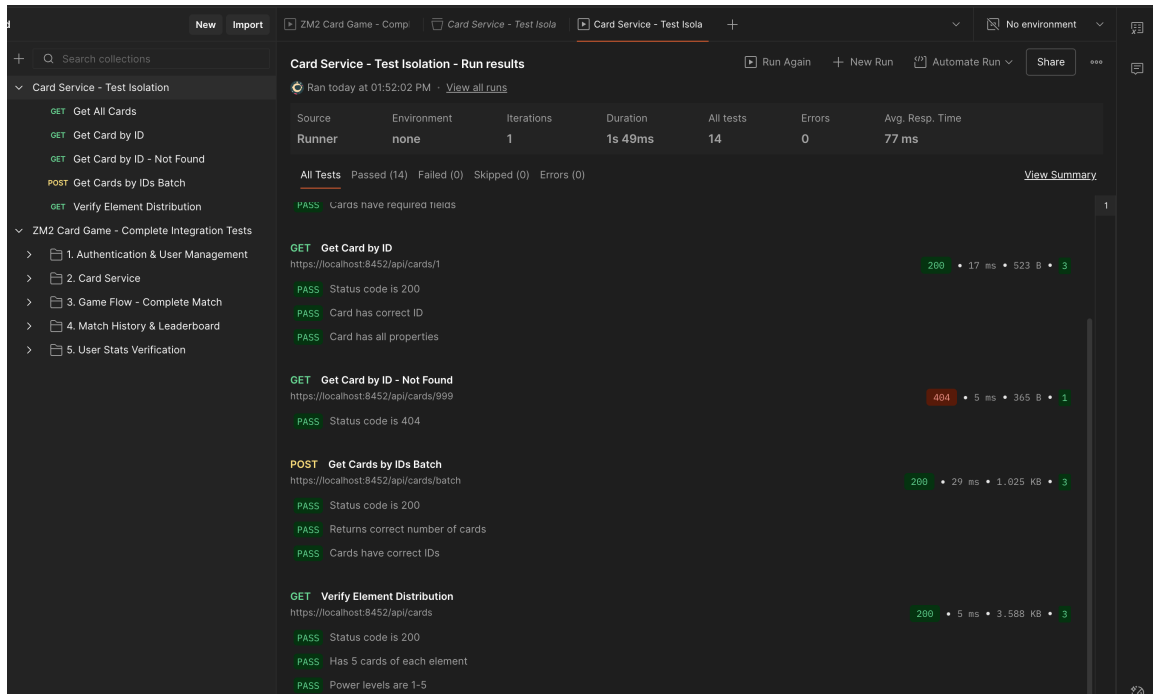 New Import
ZM2 Card Game - Comp
Card Service - Test Isola
Card Service - Test Isola
No environment
Search collections
Card Service - Test Isolation
GET Get All Cards
GET Get Card by ID
GET Get Card by ID - Not Found
POST Get Cards by IDs Batch
GET Verify Element Distribution
ZM2 Card Game - Complete Integration Tests
1. Authentication & User Management
2. Card Service
3. Game Flow - Complete Match
4. Match History & Leaderboard
5. User Stats Verification
Card Service - Test Isolation - Run results
Run Again
New Run
Automate Run
Share
Ran today at 01:52:02 PM · View all runs
Source Environment Iterations Duration All tests Errors Avg. Resp. Time
Runner none 1 1s 49ms 14 0 77 ms
All Tests Passed (14) Failed (0) Skipped (0) Errors (0) View Summary
PASS Cards have required fields
1
GET Get Card by ID
https://localhost:8452/api/cards/1
200 • 17 ms • 523 B • 3
PASS Status code is 200
PASS Card has correct ID
PASS Card has all properties
GET Get Card by ID - Not Found
https://localhost:8452/api/cards/999
404 • 5 ms • 365 B • 1
PASS Status code is 404
POST Get Cards by IDs Batch
https://localhost:8452/api/cards/batch
200 • 29 ms • 1.025 KB • 3
PASS Status code is 200
PASS Returns correct number of cards
PASS Cards have correct IDs
GET Verify Element Distribution
https://localhost:8452/api/cards
200 • 5 ms • 3.588 KB • 3
PASS Status code is 200
PASS Has 5 cards of each element
PASS Power levels are 1-5